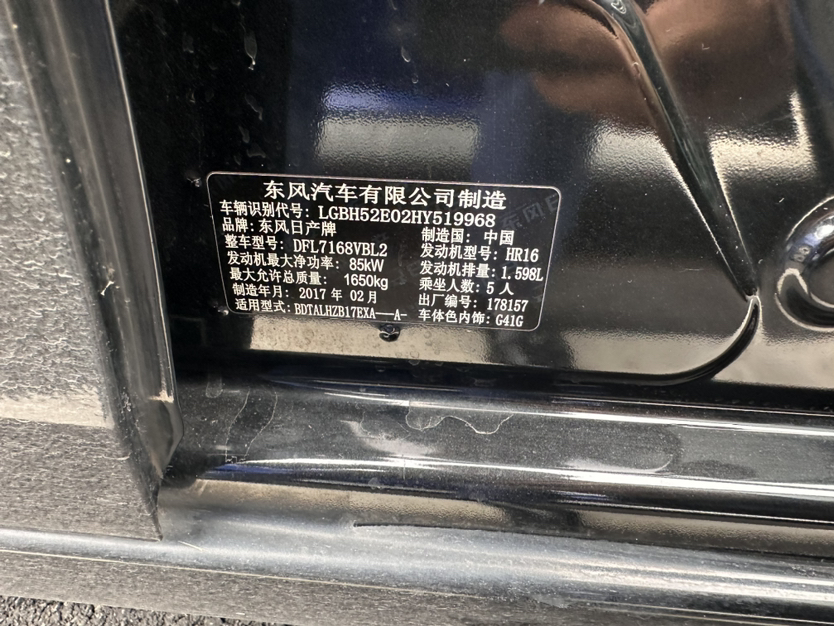 东风汽车有限公司制造
车辆识别代号: LGBH52E02HY519968
品牌: 东风日产牌 制造国: 中国
整车型号: DFL7168VBL2 发动机型号: HR16
发动机最大净功率: 85kW 发动机排量: 1.598L
最大允许总质量: 1650kg 乘坐人数: 5 人
制造年月: 2017 年 02 月 出厂编号: 178157
适用型式: BDTALHZB17EXA——A- 车体色内饰: G41G